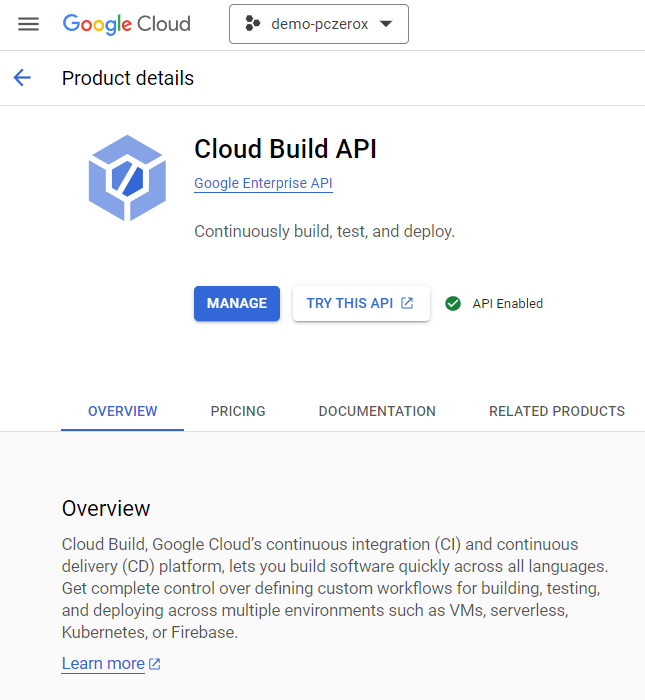 Google Cloud
demo-pczerox
Product details
Cloud Build API
Google Enterprise API
Continuously build, test, and deploy.
MANAGE
TRY THIS API
API Enabled
OVERVIEW
PRICING
DOCUMENTATION
RELATED PRODUCTS
Overview
Cloud Build, Google Cloud’s continuous integration (CI) and continuous
delivery (CD) platform, lets you build software quickly across all languages.
Get complete control over defining custom workflows for building, testing,
and deploying across multiple environments such as VMs, serverless,
Kubernetes, or Firebase.
Learn more